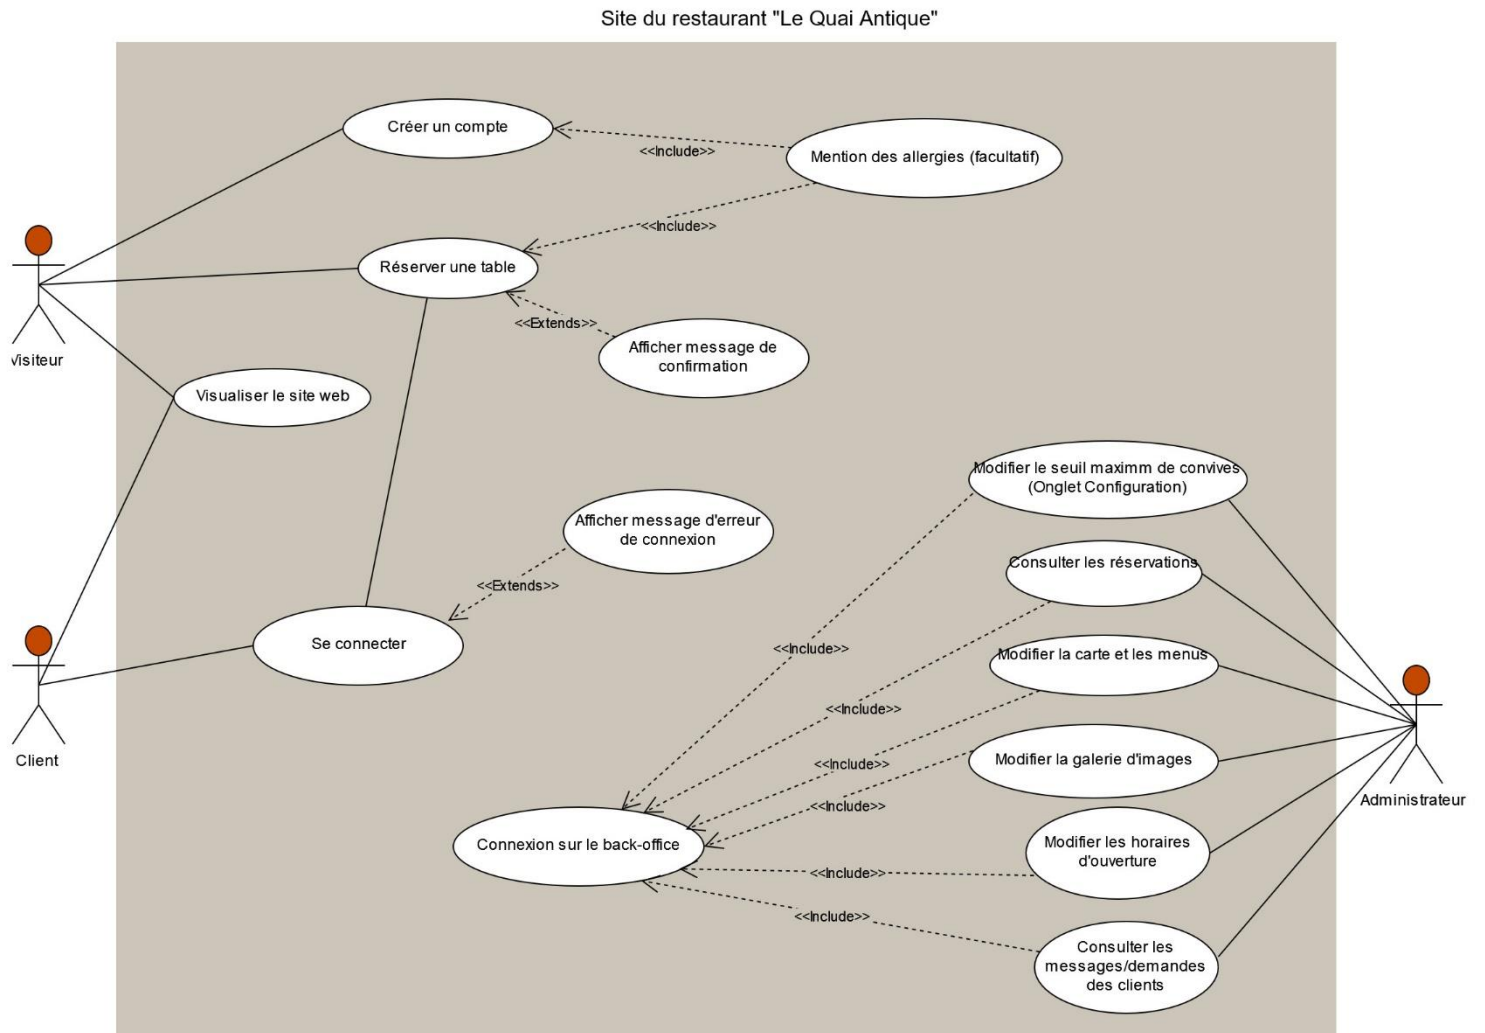 Site du restaurant "Le Quai Antique"
Créer un compte
<<Include>>
Mention des allergies (facultatif)
<<Include>>
Réserver une table
<<Extends>>
Afficher message de
confirmation
Visiteur
Visualiser le site web
Modifier le seuil maximm de convives
(Onglet Configuration)
Afficher message d'erreur
de connexion
<<Extends>>
Consulter les réservations
Se connecter
<<Include>>
Modifier la carte et les menus
<<Include>>
Client
Modifier la galerie d'images
<<Include>>
Administrateur
<<Include>>
Connexion sur le back-office
Modifier les horaires
d'ouverture
<<Include>>
<<Include>>
Consulter les
messages/demandes
des clients